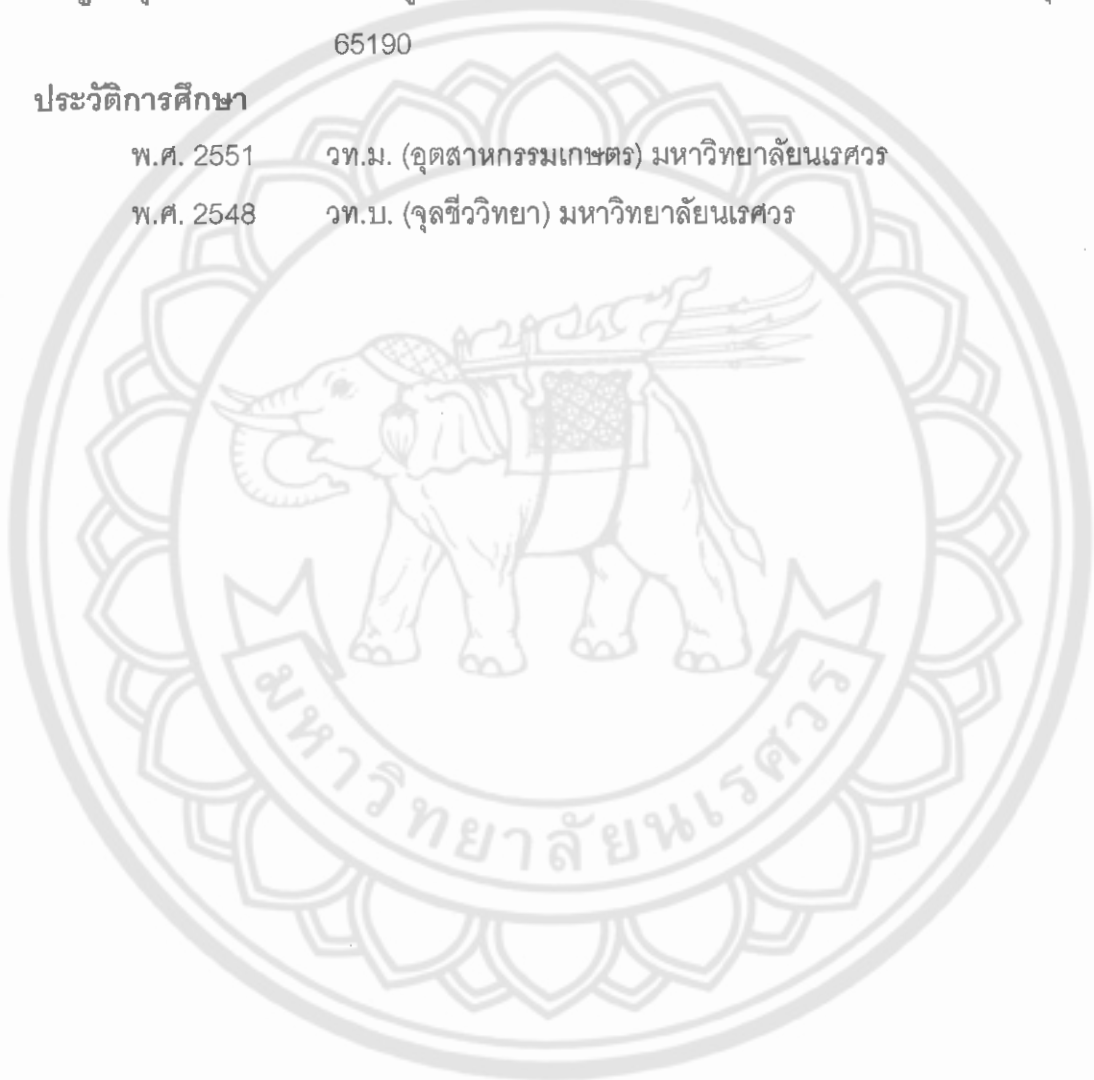 65190
ประวัติการศึกษา
พ.ศ. 2551 วท.ม. (อุตสาหกรรมเกษตร) มหาวิทยาลัยนเรศวร
พ.ศ. 2548 วท.บ. (จุลชีววิทยา) มหาวิทยาลัยนเรศวร
มหาวิทยาลัยนเรศวร